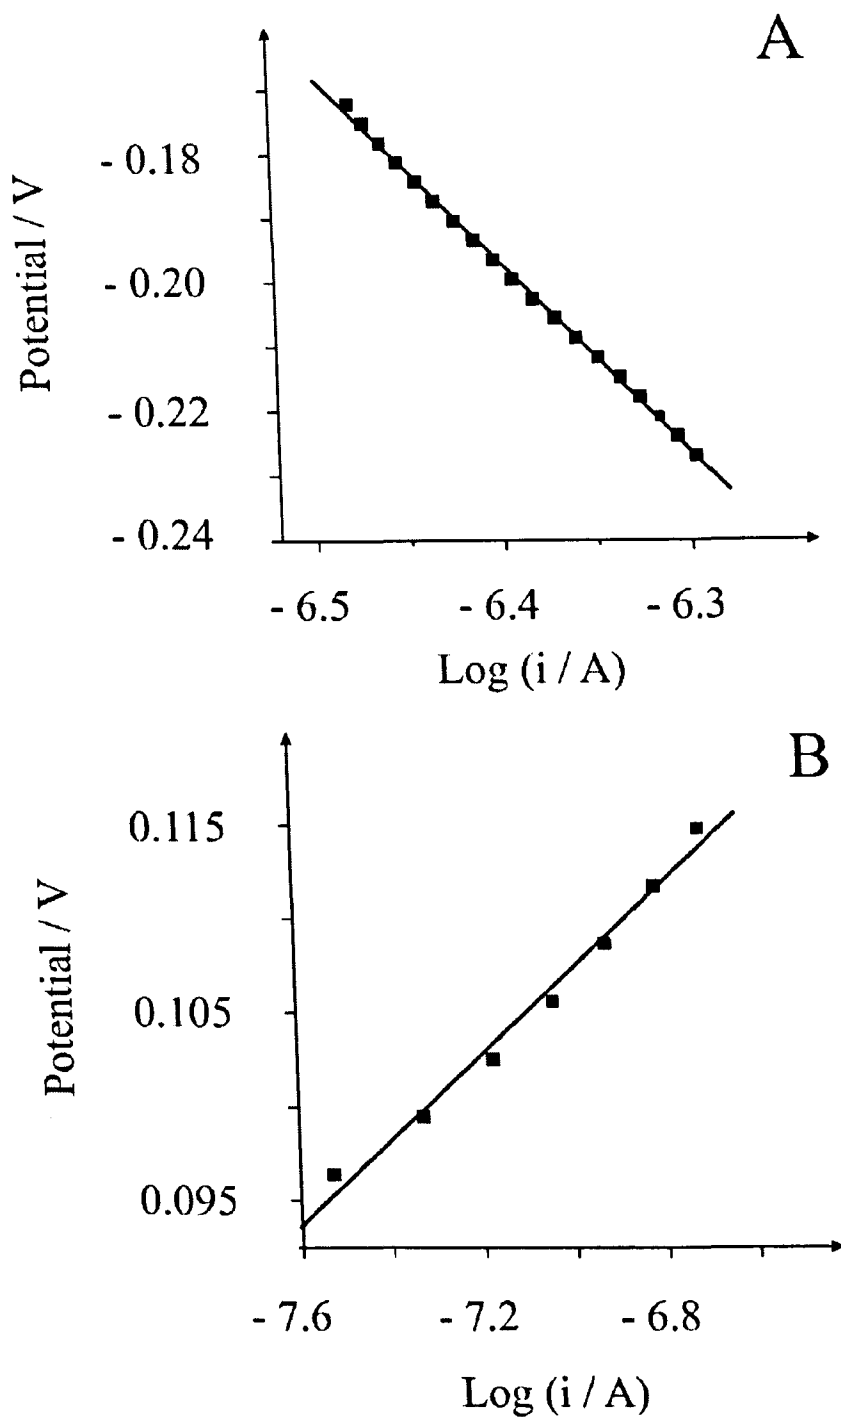 A
Potential / V
- 0.18
- 0.20
- 0.22
- 0.24
- 6.5 - 6.4 - 6.3
Log (i / A)
B
Potential / V
0.115
0.105
0.095
- 7.6 - 7.2 - 6.8
Log (i / A)